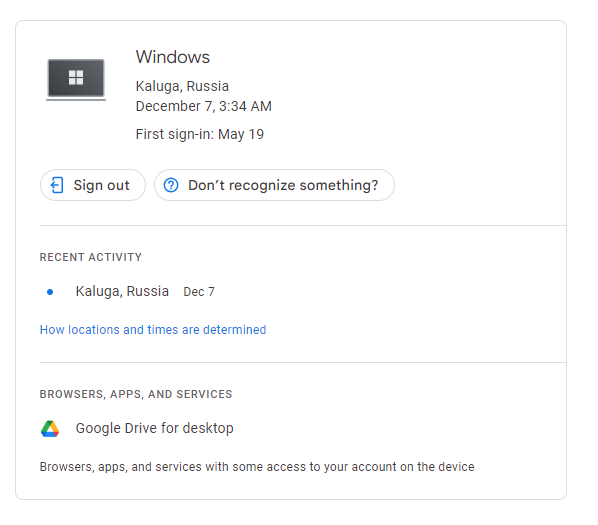 Windows
Kaluga, Russia
December 7, 3:34 AM
First sign-in: May 19
Sign out
Don’t recognize something?
RECENT ACTIVITY
Kaluga, Russia Dec 7
How locations and times are determined
BROWSERS, APPS, AND SERVICES
Google Drive for desktop
Browsers, apps, and services with some access to your account on the device